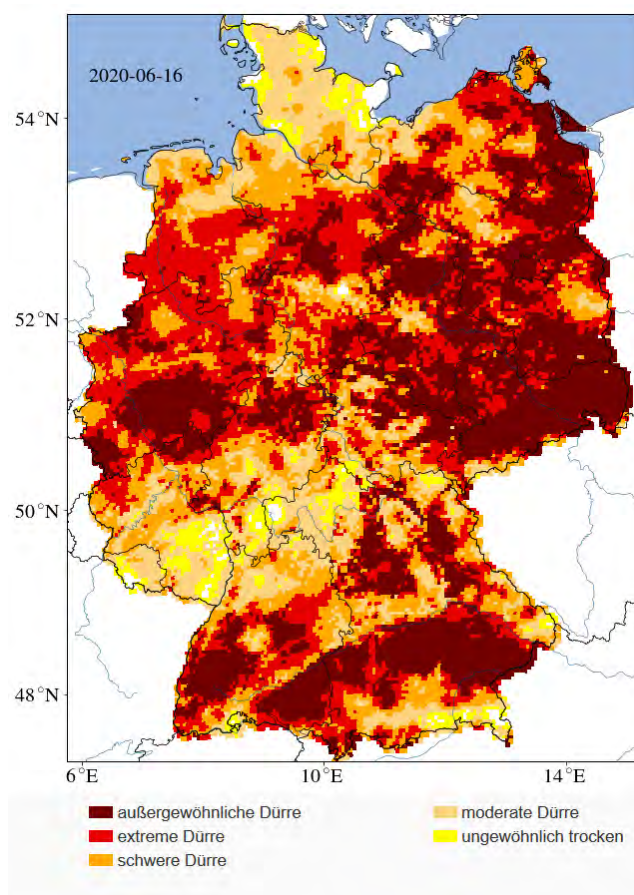 2020-06-16
54°N
52°N
50°N
48°N
6°E
10°E
14°E
außergewöhnliche Dürre
extreme Dürre
schwere Dürre
moderate Dürre
ungewöhnlich trocken